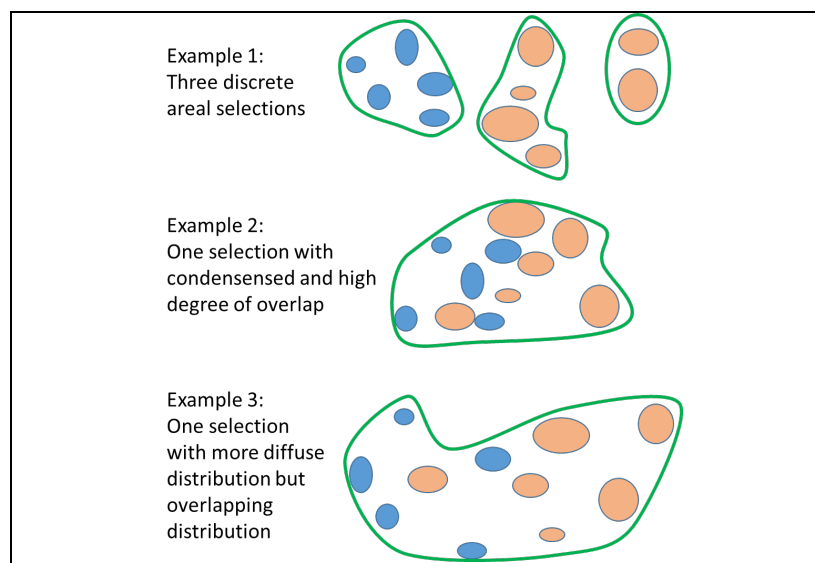 Example 1:
Three discrete
areal selections
Example 2:
One selection with
condensensed and high
degree of overlap
Example 3:
One selection
with more diffuse
distribution but
overlapping
distribution